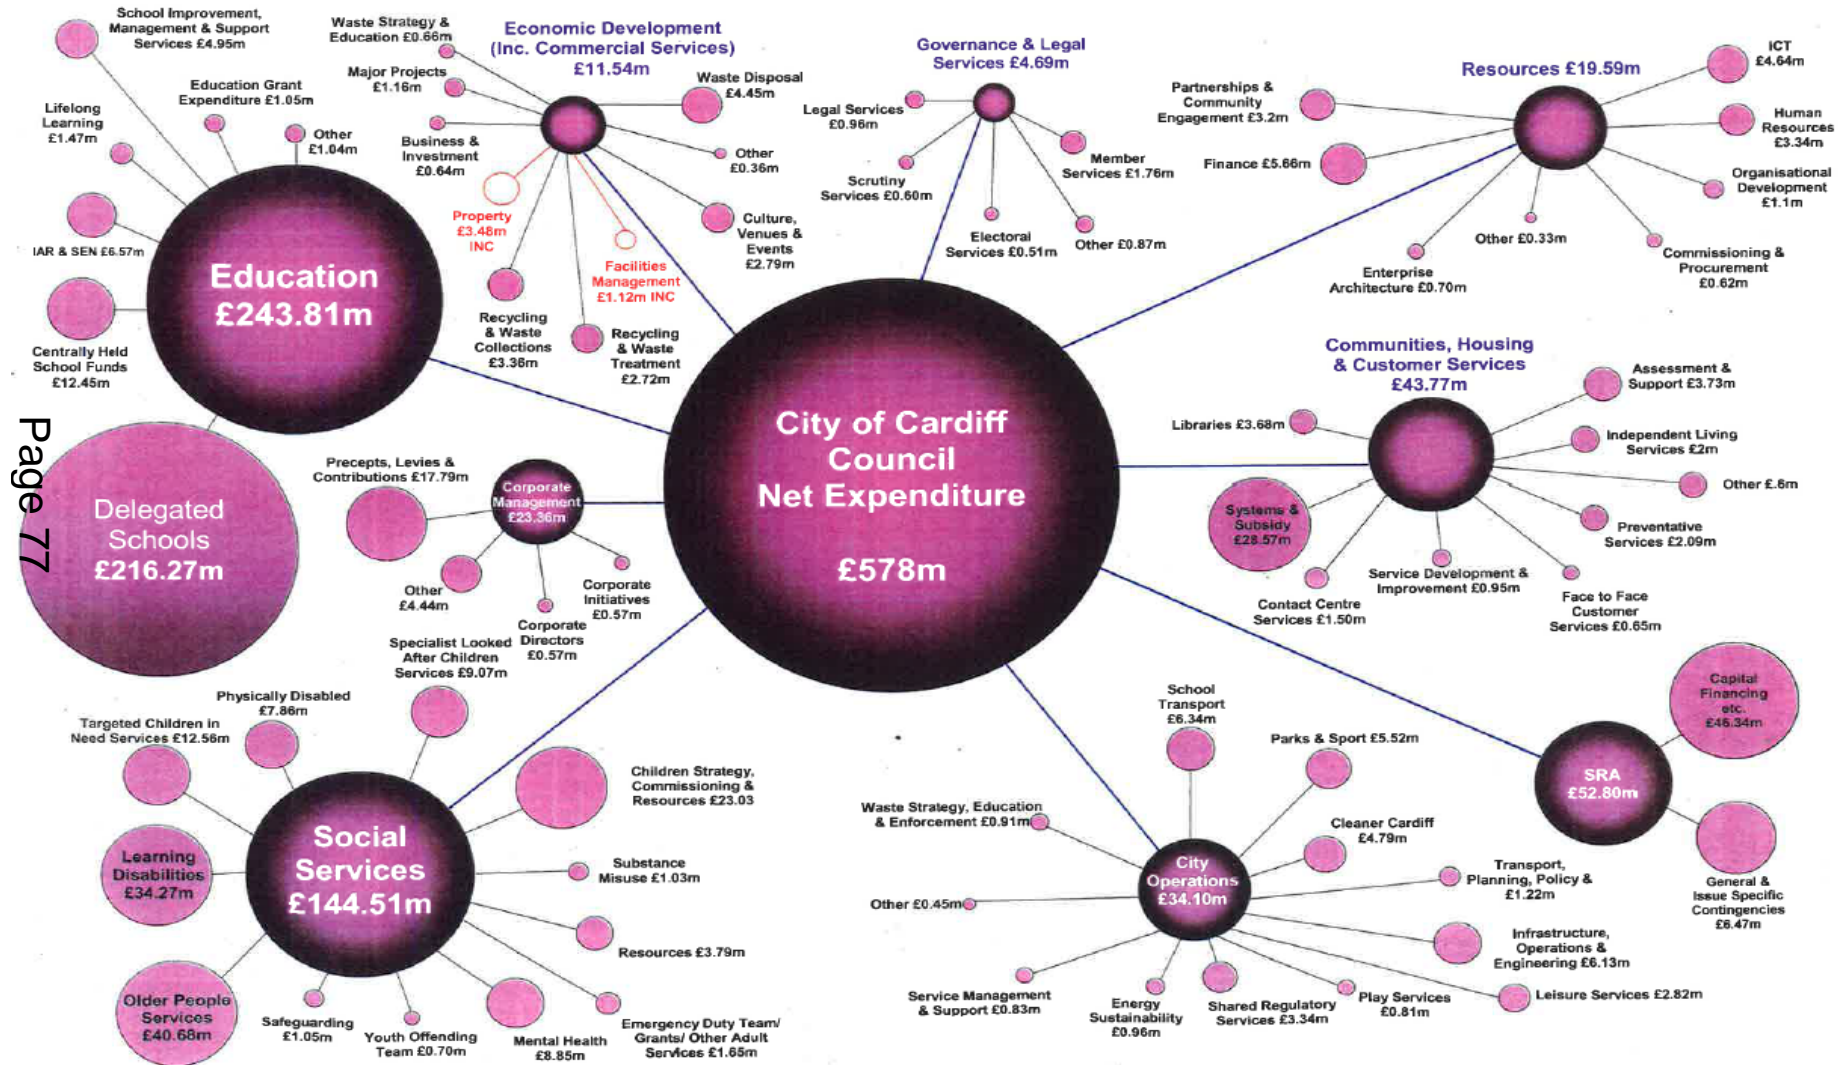 School Improvement,
Management & Support
Services £4.95m
Education Grant
Expenditure £1.05m
Lifelong
Learning
£1.47m
Other
£1.04m
IAR & SEN £6.57m
Centrally Held
School Funds
£12.45m
Education
£243.81m
Delegated
Schools
£216.27m
Page 77
Economic Development
(Inc. Commercial Services)
£11.54m
Waste Strategy &
Education £0.66m
Major Projects
£1.16m
Business &
Investment
£0.64m
Property
£3.48m
INC
Recycling
& Waste
Collections
£3.36m
Recycling
& Waste
Treatment
£2.72m
Facilities
Management
£1.12m INC
Culture,
Venues &
Events
£2.79m
Other
£0.36m
Waste Disposal
£4.45m
Governance & Legal
Services £4.69m
Legal Services
£0.96m
Scrutiny
Services £0.60m
Electoral
Services £0.51m
Other £0.87m
Member
Services £1.76m
Resources £19.59m
Partnerships &
Community
Engagement £3.2m
Finance £5.66m
Enterprise
Architecture £0.70m
Other £0.33m
Commissioning &
Procurement
£0.62m
Organisational
Development
£1.1m
Human
Resources
£3.34m
ICT
£4.64m
City of Cardiff
Council
Net Expenditure
£578m
Communities, Housing
& Customer Services
£43.77m
Libraries £3.68m
Systems &
Subsidy
£28.57m
Contact Centre
Services £1.50m
Service Development &
Improvement £0.95m
Face to Face
Customer
Services £0.65m
Preventative
Services £2.09m
Other £.6m
Independent Living
Services £2m
Assessment &
Support £3.73m
Corporate
Management
£23.36m
Precepts, Levies &
Contributions £17.79m
Other
£4.44m
Corporate
Directors
£0.57m
Corporate
Initiatives
£0.57m
Social
Services
£144.51m
Specialist Looked
After Children
Services £9.07m
Physically Disabled
£7.86m
Targeted Children in
Need Services £12.56m
Learning
Disabilities
£34.27m
Older People
Services
£40.68m
Safeguarding
£1.05m
Youth Offending
Team £0.70m
Mental Health
£8.85m
Emergency Duty Team/
Grants/ Other Adult
Services £1.65m
Resources £3.79m
Substance
Misuse £1.03m
Children Strategy,
Commissioning &
Resources £23.03
City
Operations
£34.10m
School
Transport
£6.34m
Parks & Sport £5.52m
Cleaner Cardiff
£4.79m
Transport,
Planning, Policy &
£1.22m
Infrastructure,
Operations &
Engineering £6.13m
Leisure Services £2.82m
Play Services
£0.81m
Shared Regulatory
Services £3.34m
Energy
Sustainability
£0.96m
Service Management
& Support £0.83m
Other £0.45m
Waste Strategy, Education
& Enforcement £0.91m
SRA
£52.80m
Capital
Financing
etc.
£46.34m
General &
Issue Specific
Contingencies
£6.47m